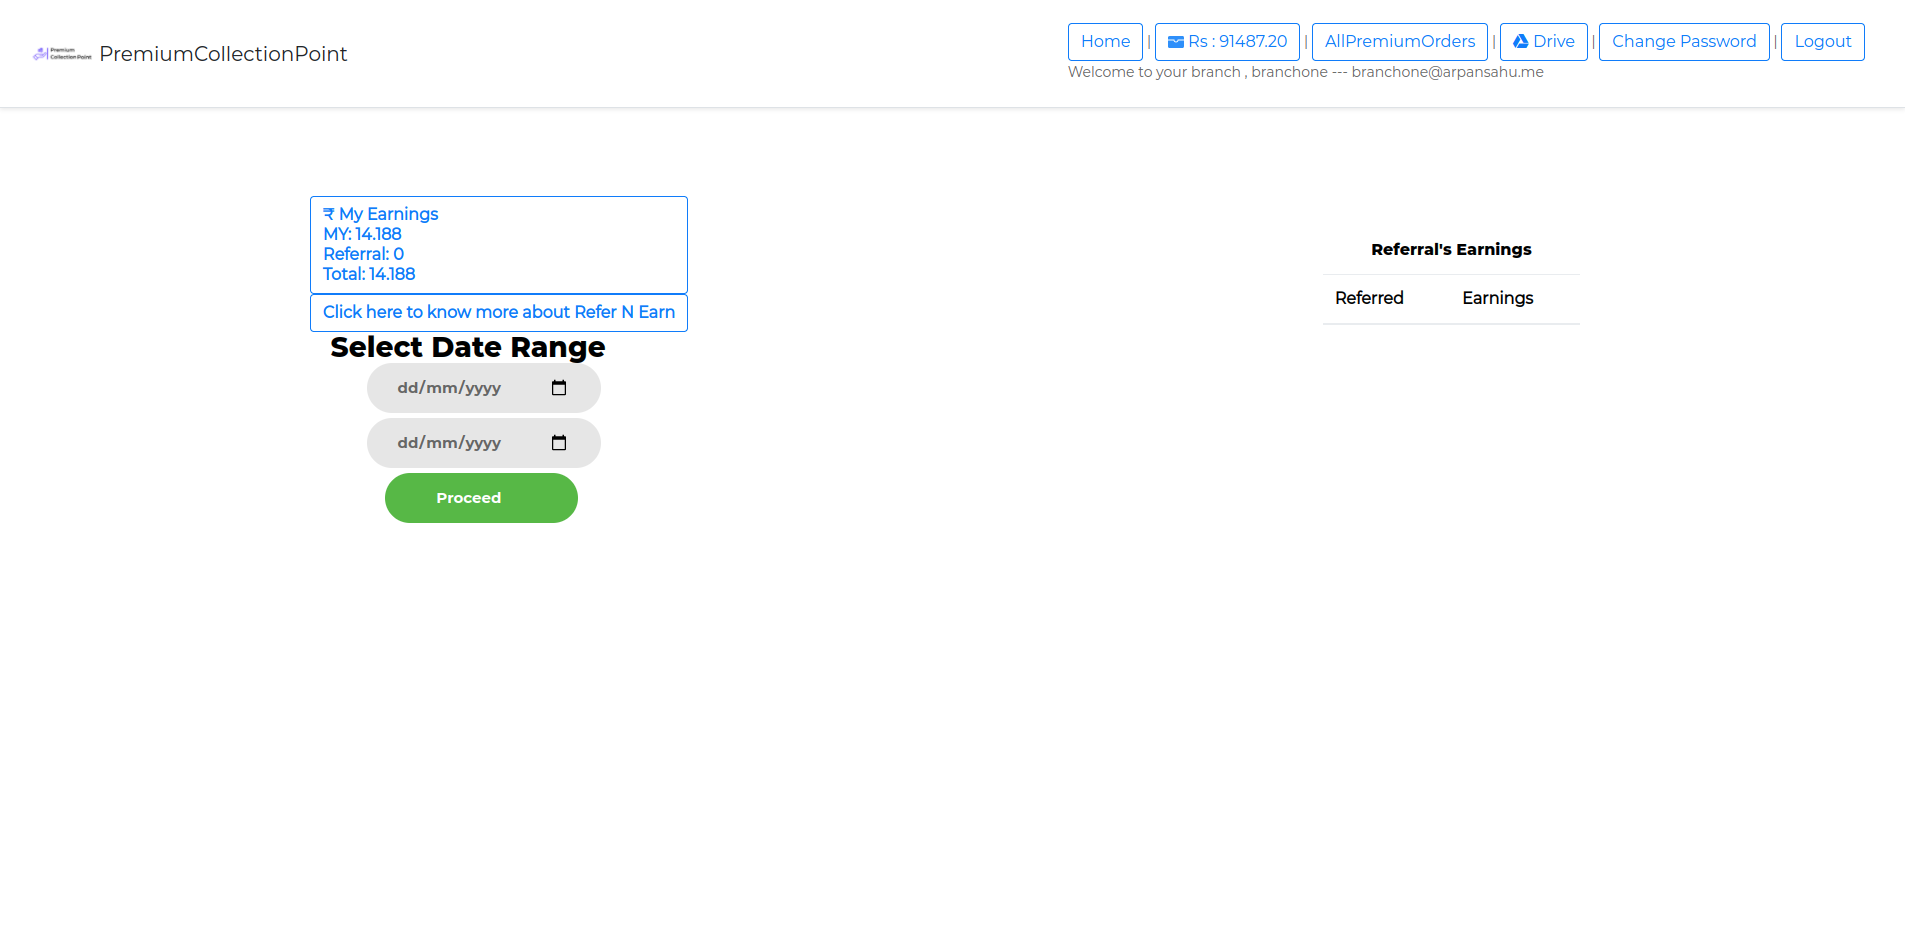 Premium
Collection Point
PremiumCollectionPoint
Home | Rs : 91487.20 | AllPremiumOrders | Drive | Change Password | Logout
Welcome to your branch , branchone --- branchone@arpansahu.me
₹ My Earnings
MY: 14.188
Referral: 0
Total: 14.188
Click here to know more about Refer N Earn
Select Date Range
dd/mm/yyyy
dd/mm/yyyy
Proceed
Referral's Earnings
Referred Earnings